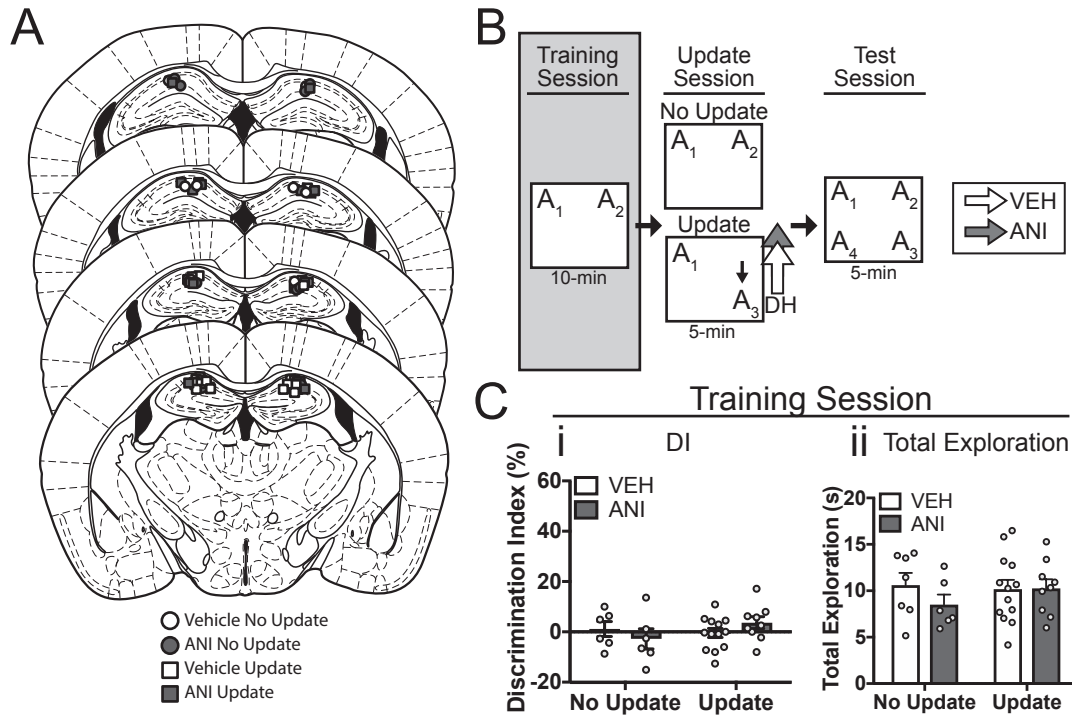 A
Vehicle No Update
ANI No Update
Vehicle Update
ANI Update
B
Training
Session
Update
Session
Test
Session
No Update
A1 A2
A1 A2
10-min
Update
A1
A3
5-min
DH
A1 A2
A4 A3
5-min
VEH
ANI
C
Training Session
i
DI
Discrimination Index (%)
60
40
20
0
-20
VEH
ANI
No Update
Update
ii
Total Exploration
Total Exploration (s)
20
15
10
5
0
VEH
ANI
No Update
Update